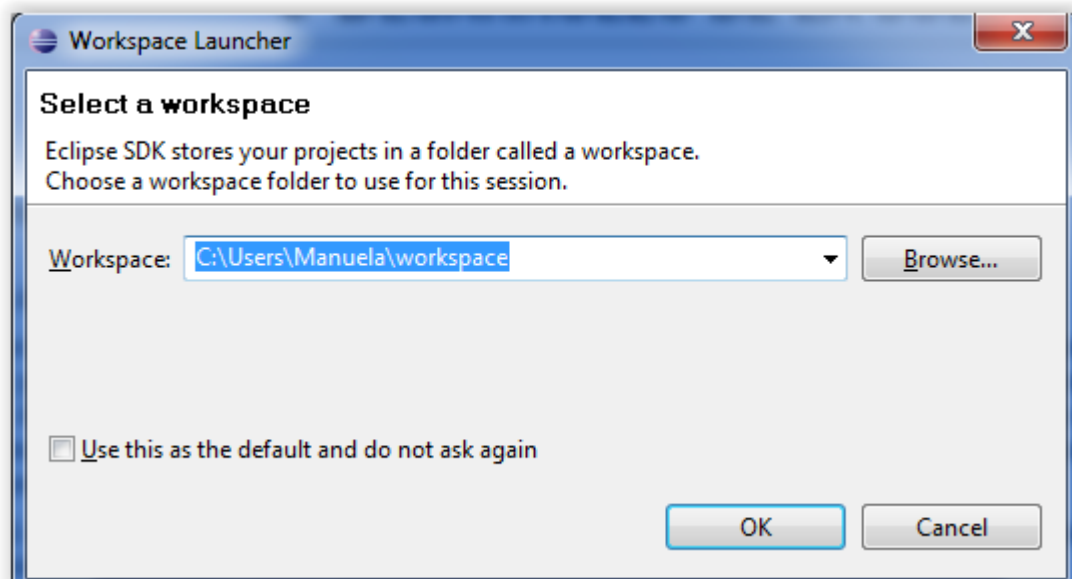 Workspace Launcher
Select a workspace
Eclipse SDK stores your projects in a folder called a workspace.
Choose a workspace folder to use for this session.
Workspace: C:\Users\Manuela\workspace Browse...
Use this as the default and do not ask again
OK Cancel